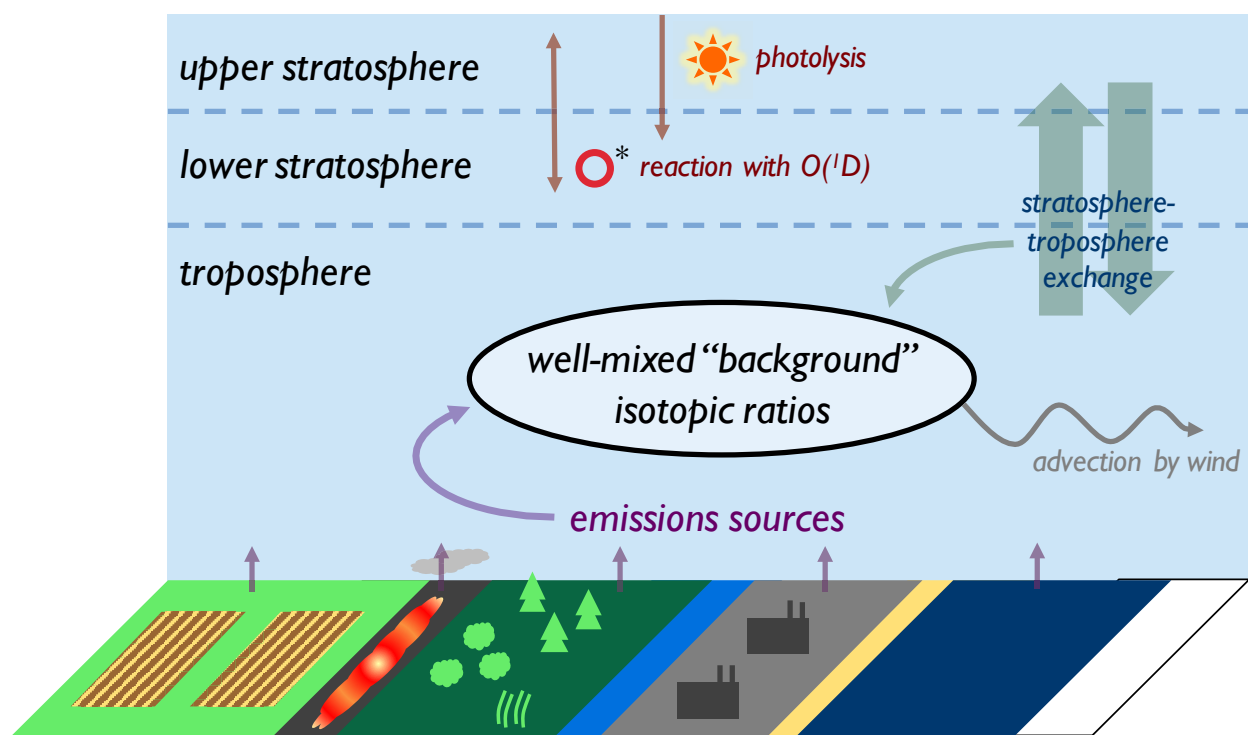 upper stratosphere
photolysis
lower stratosphere
* reaction with O(¹D)
stratosphere-
troposphere
exchange
troposphere
well-mixed “background”
isotopic ratios
advection by wind
emissions sources